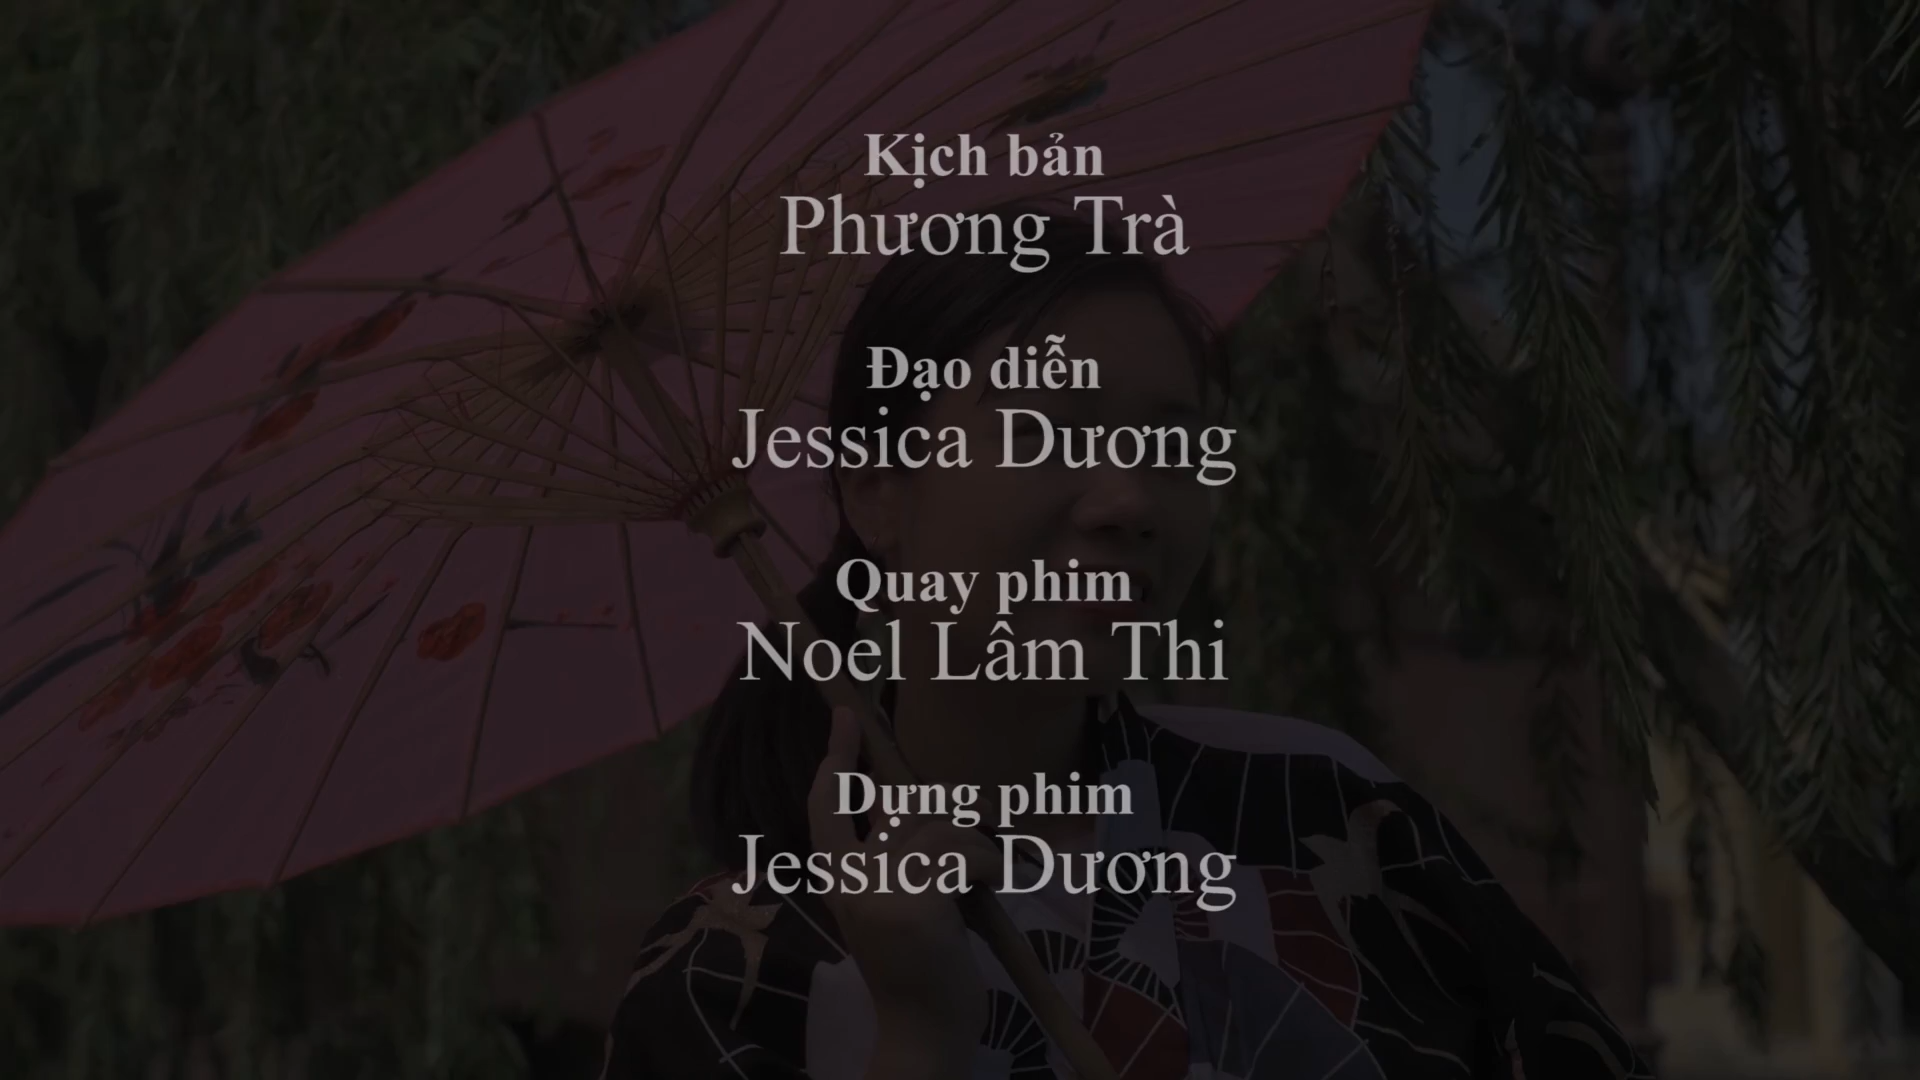 Kịch bản
Phương Trà
Đạo diễn
Jessica Dương
Quay phim
Noel Lâm Thi
Dựng phim
Jessica Dương